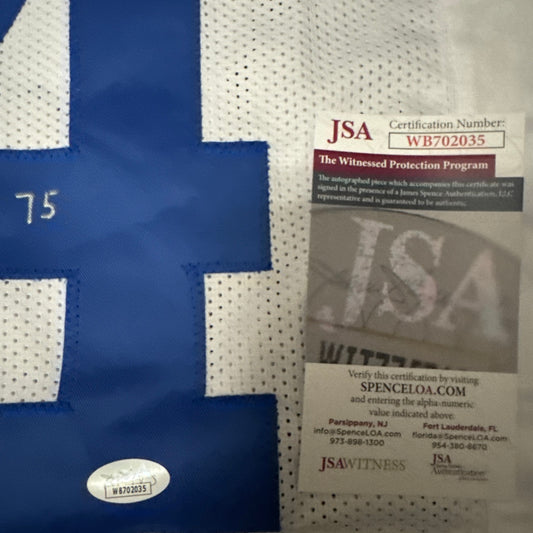 75
WB702035
JSA
Certification Number:
WB702035
The Witnessed Protection Program
The autographed piece which accompanies this certificate was
signed in the presence of a James Spence Authentication, LLC
representative and is guaranteed to be authentic.
JSA
Verify this certification by visiting
SPENCELOA.COM
and entering the alpha-numeric
value indicated above.
Parsippany, NJ
info@SpenceLOA.com
973-898-1300
Fort Lauderdale, FL
florida@SpenceLOA.com
954-380-8670
JSAWITNESS
JSA
Authentication